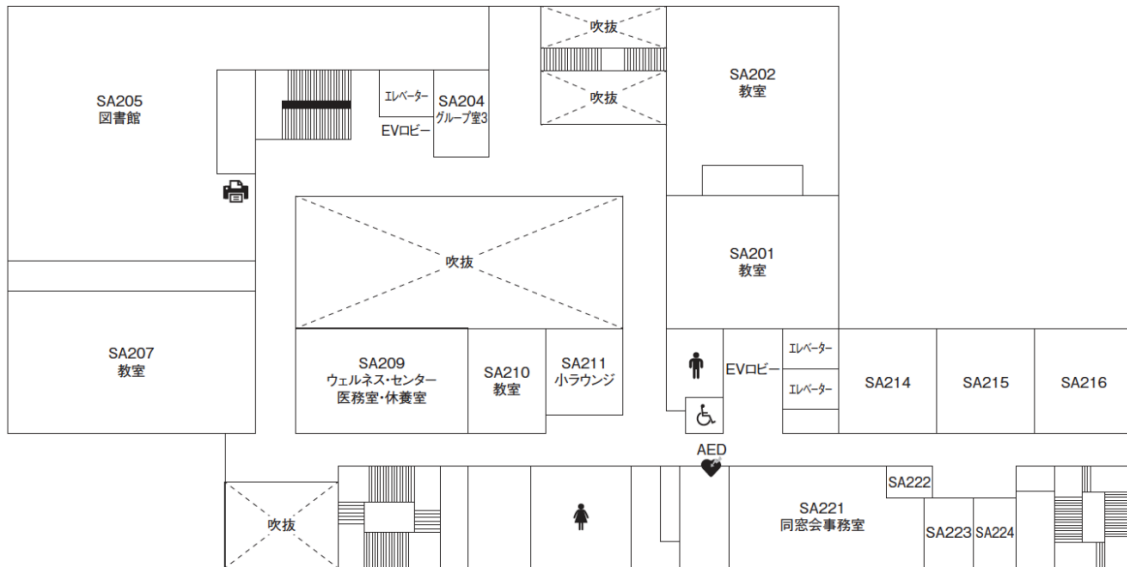 吹抜
SA202
教室
SA205
図書館
エレベーター
SA204
グループ室3
EVロビー
吹抜
吹抜
SA201
教室
SA207
教室
SA209
ウェルネス・センター
医務室・休養室
SA210
教室
SA211
小ラウンジ
EVロビー
エレベーター
エレベーター
SA214
SA215
SA216
AED
吹抜
SA221
同窓会事務室
SA222
SA223
SA224